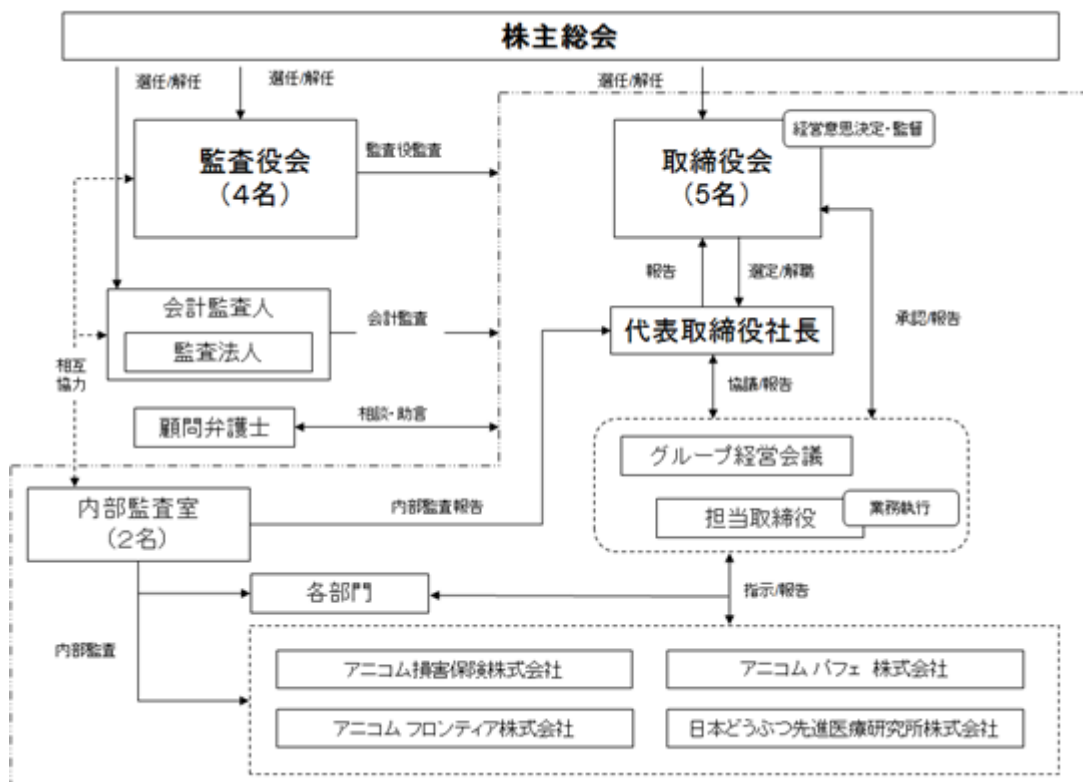 株主総会
選任/解任
選任/解任
選任/解任
経営意思決定・監督
監査役会
(4名)
監査役監査
取締役会
(5名)
報告
選定/解職
会計監査人
監査法人
会計監査
代表取締役社長
承認/報告
相互
協力
協議/報告
顧問弁護士
相談・助言
グループ経営会議
内部監査室
(2名)
内部監査報告
担当取締役
業務執行
各部門
指示/報告
内部監査
アニコム損害保険株式会社
アニコム パフェ 株式会社
アニコム フロンティア株式会社
日本どうぶつ先進医療研究所株式会社